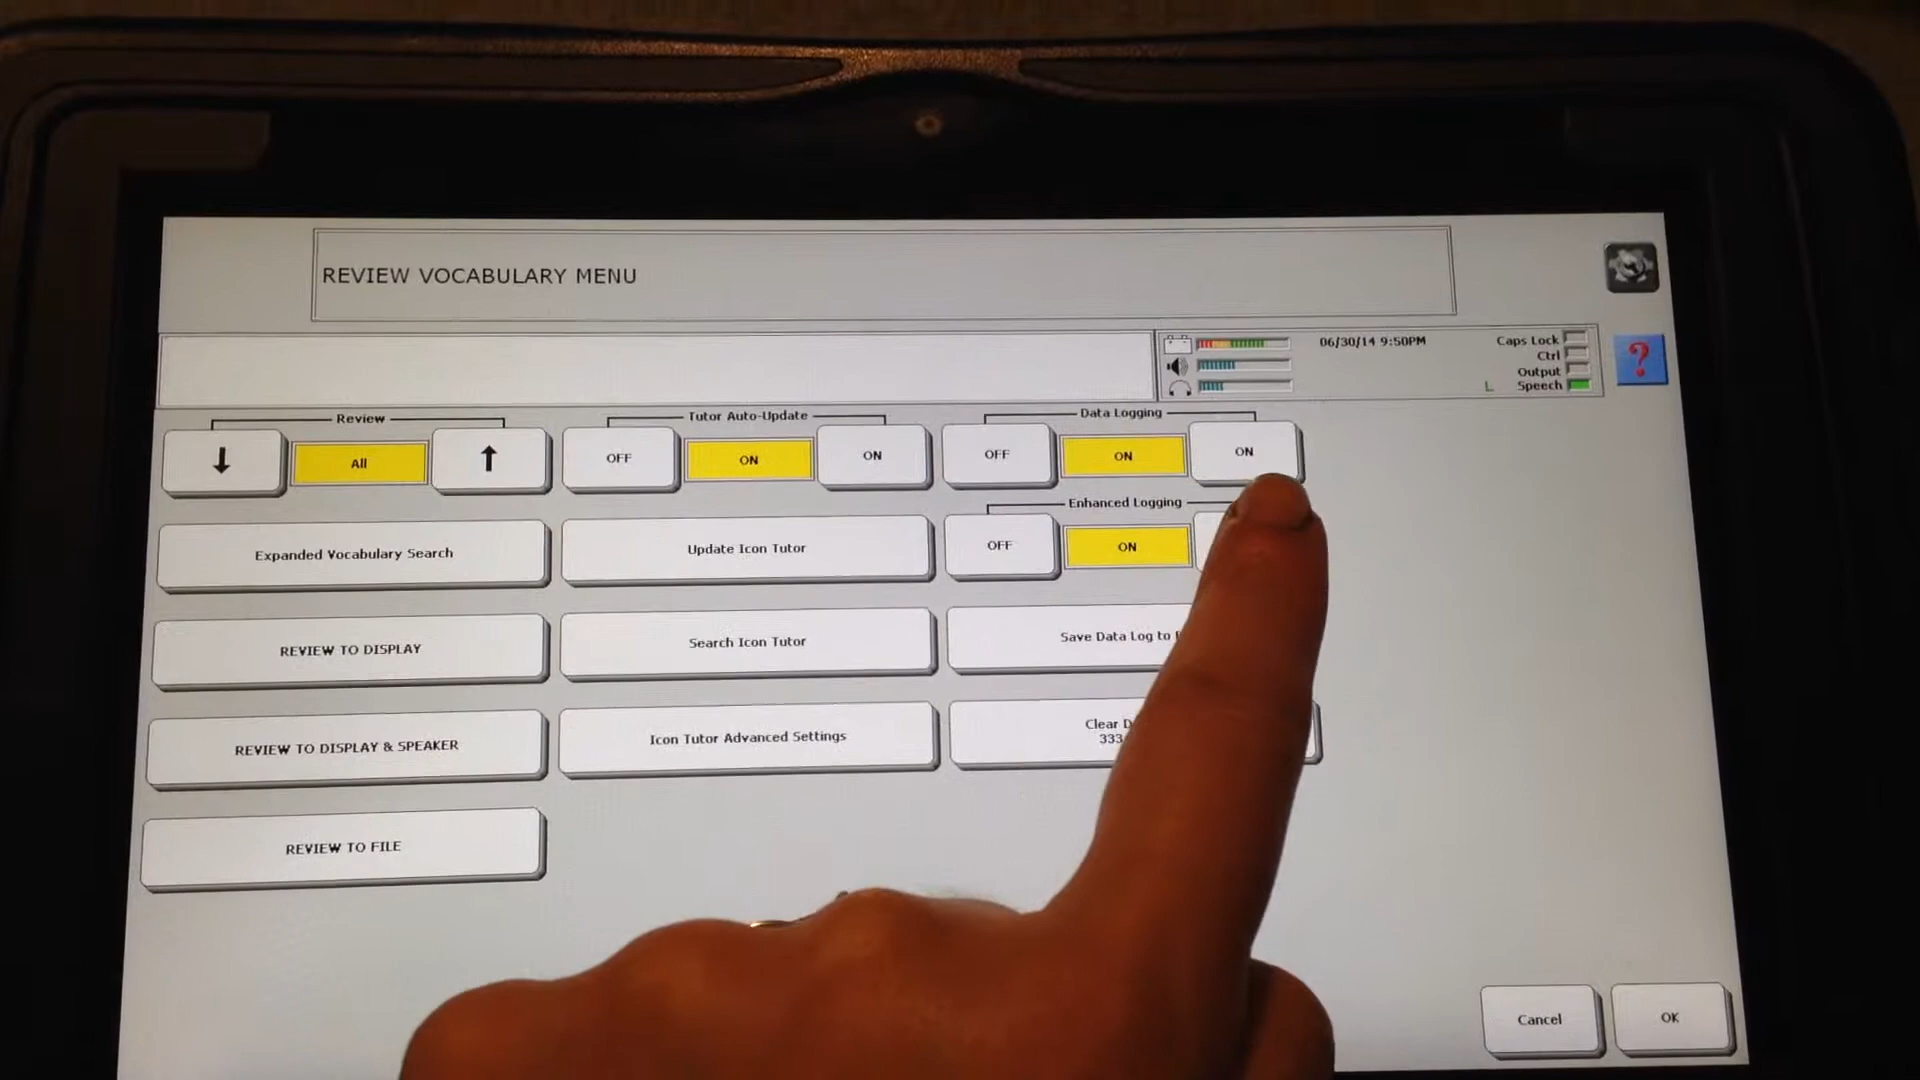 REVIEW VOCABULARY MENU
06/30/14 9:50PM
Caps Lock
Ctrl
Output
L Speech
?
Review
All
Tutor Auto-Update
OFF
ON
ON
Data Logging
OFF
ON
ON
Expanded Vocabulary Search
Update Icon Tutor
Enhanced Logging
OFF
ON
REVIEW TO DISPLAY
Search Icon Tutor
Save Data Log to
REVIEW TO DISPLAY & SPEAKER
Icon Tutor Advanced Settings
Clear D
333
REVIEW TO FILE
Cancel
OK